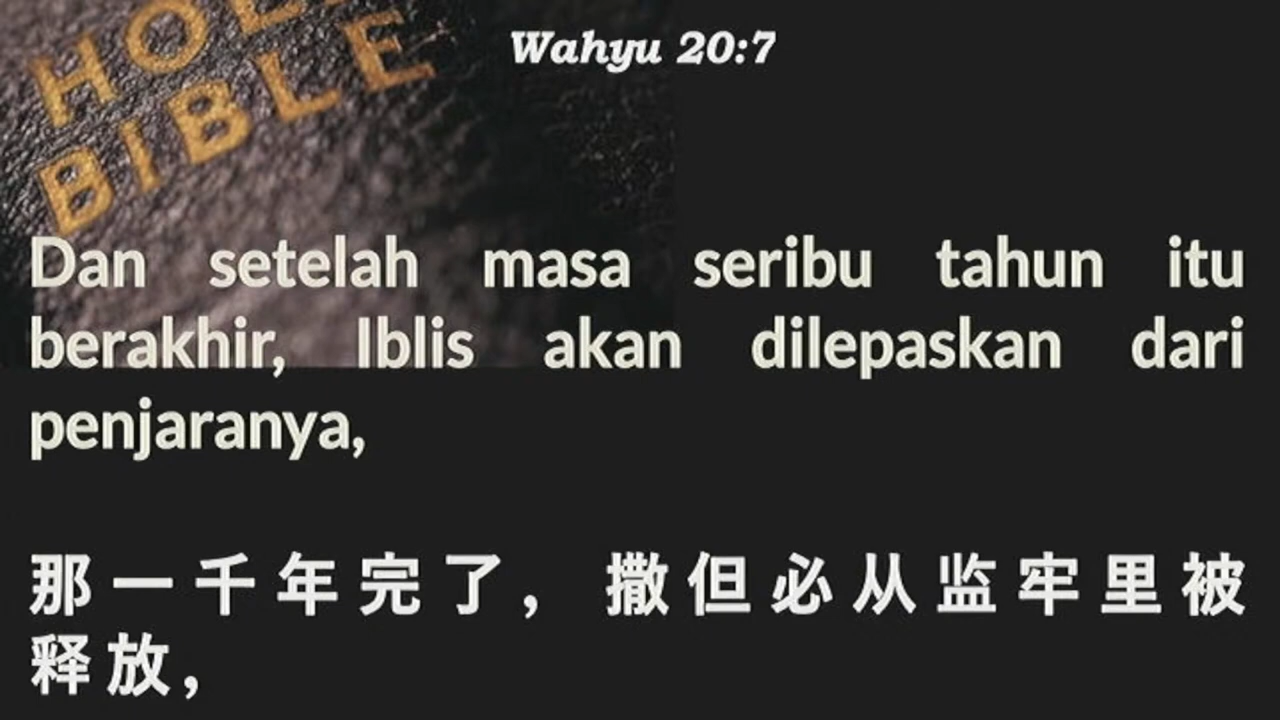 HOL
BIBLE
Wahyu 20:7
Dan setelah masa seribu tahun itu
berakhir, Iblis akan dilepaskan dari
penjaranya,
那一千年完了，撒但必从监牢里被
释放，